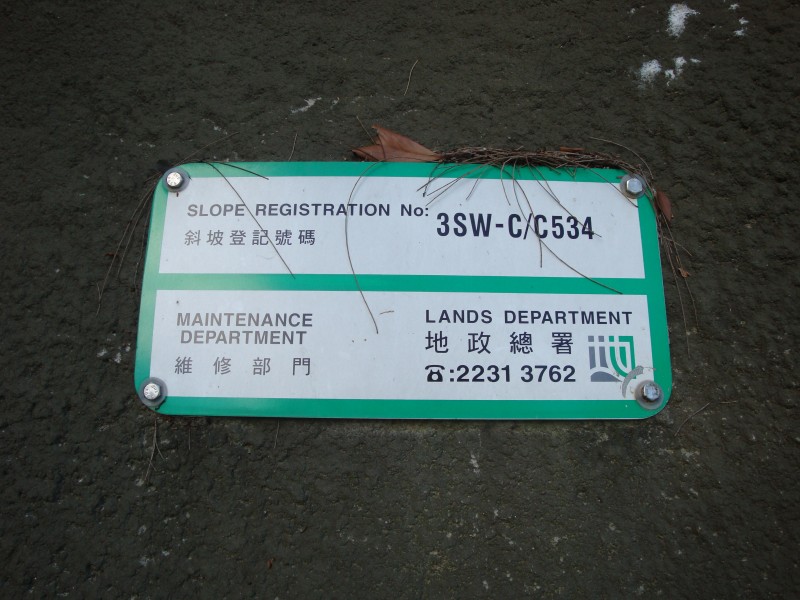 SLOPE REGISTRATION No: 3SW-C/C534
斜坡登記號碼
MAINTENANCE
DEPARTMENT
維修部門
LANDS DEPARTMENT
地政總署
☎:2231 3762